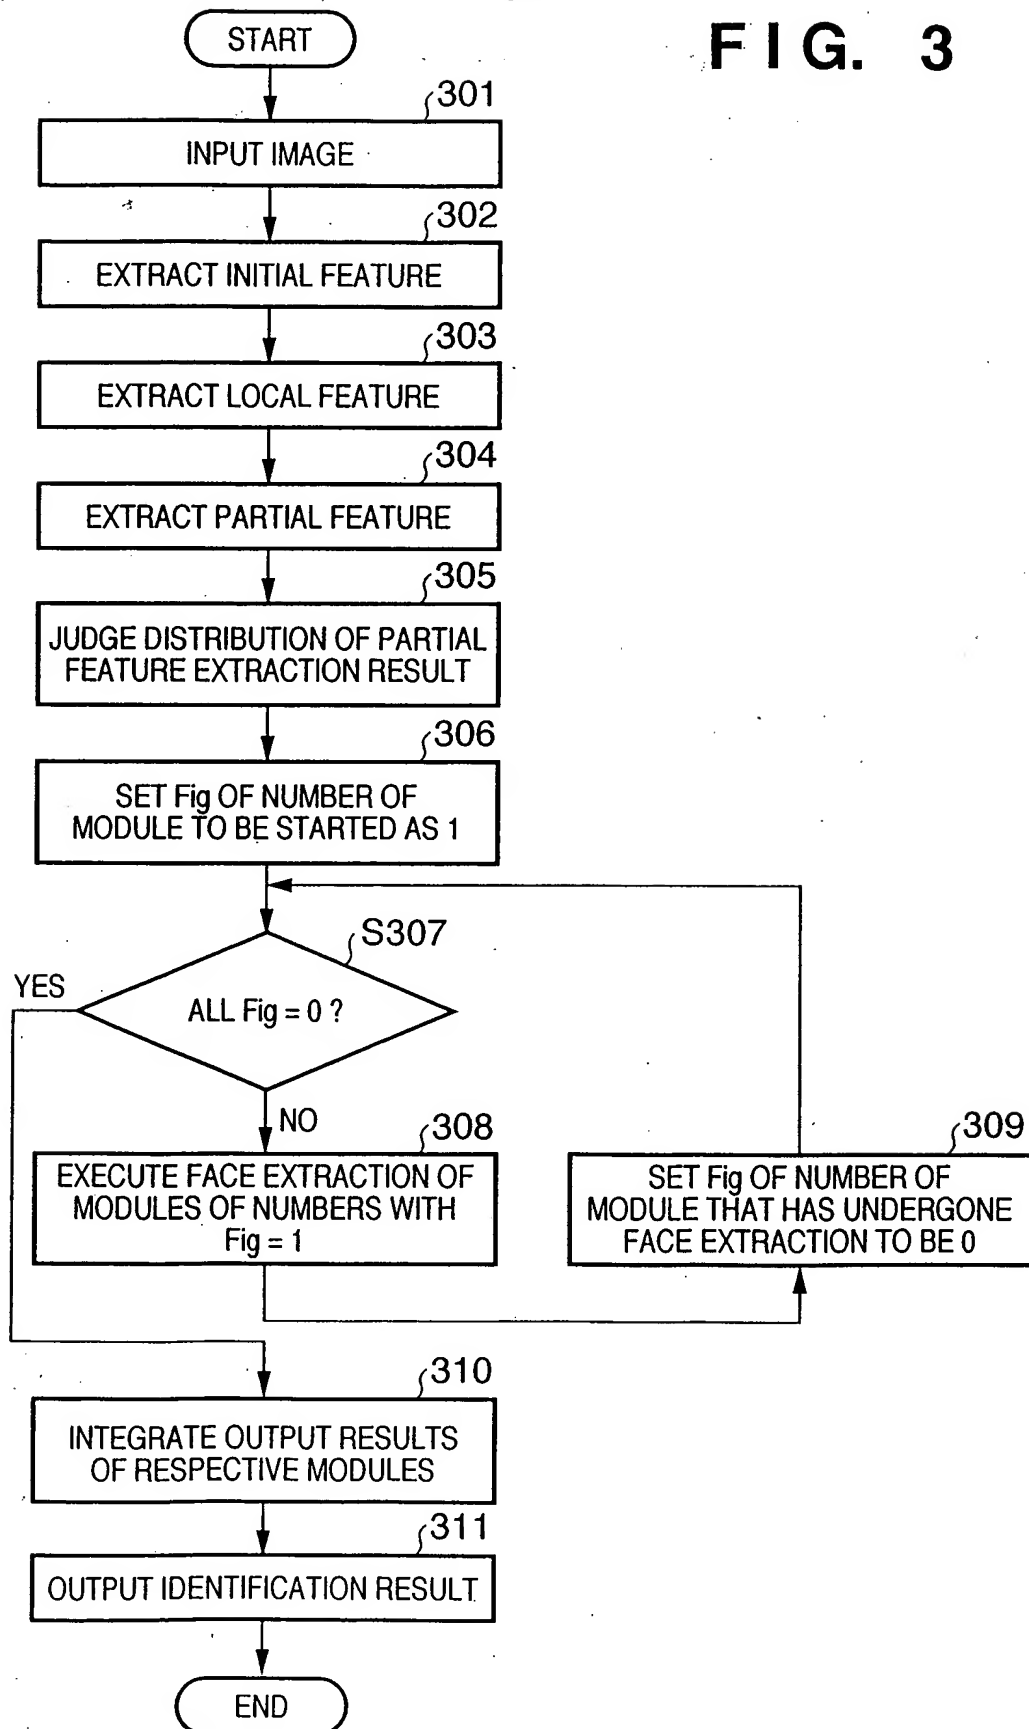 FIG. 3
START
301
INPUT IMAGE
302
EXTRACT INITIAL FEATURE
303
EXTRACT LOCAL FEATURE
304
EXTRACT PARTIAL FEATURE
305
JUDGE DISTRIBUTION OF PARTIAL
FEATURE EXTRACTION RESULT
306
SET Fig OF NUMBER OF
MODULE TO BE STARTED AS 1
S307
YES
ALL Fig = 0 ?
NO
308
EXECUTE FACE EXTRACTION OF
MODULES OF NUMBERS WITH
Fig = 1
309
SET Fig OF NUMBER OF
MODULE THAT HAS UNDERGONE
FACE EXTRACTION TO BE 0
310
INTEGRATE OUTPUT RESULTS
OF RESPECTIVE MODULES
311
OUTPUT IDENTIFICATION RESULT
END